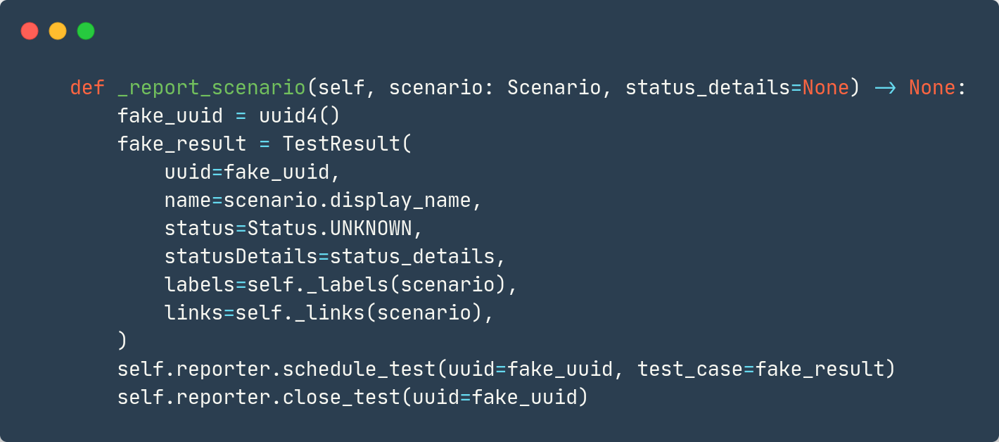 def _report_scenario(self, scenario: Scenario, status_details=None) -> None:
    fake_uuid = uuid4()
    fake_result = TestResult(
        uuid=fake_uuid,
        name=scenario.display_name,
        status=Status.UNKNOWN,
        statusDetails=status_details,
        labels=self._labels(scenario),
        links=self._links(scenario),
    )
    self.reporter.schedule_test(uuid=fake_uuid, test_case=fake_result)
    self.reporter.close_test(uuid=fake_uuid)